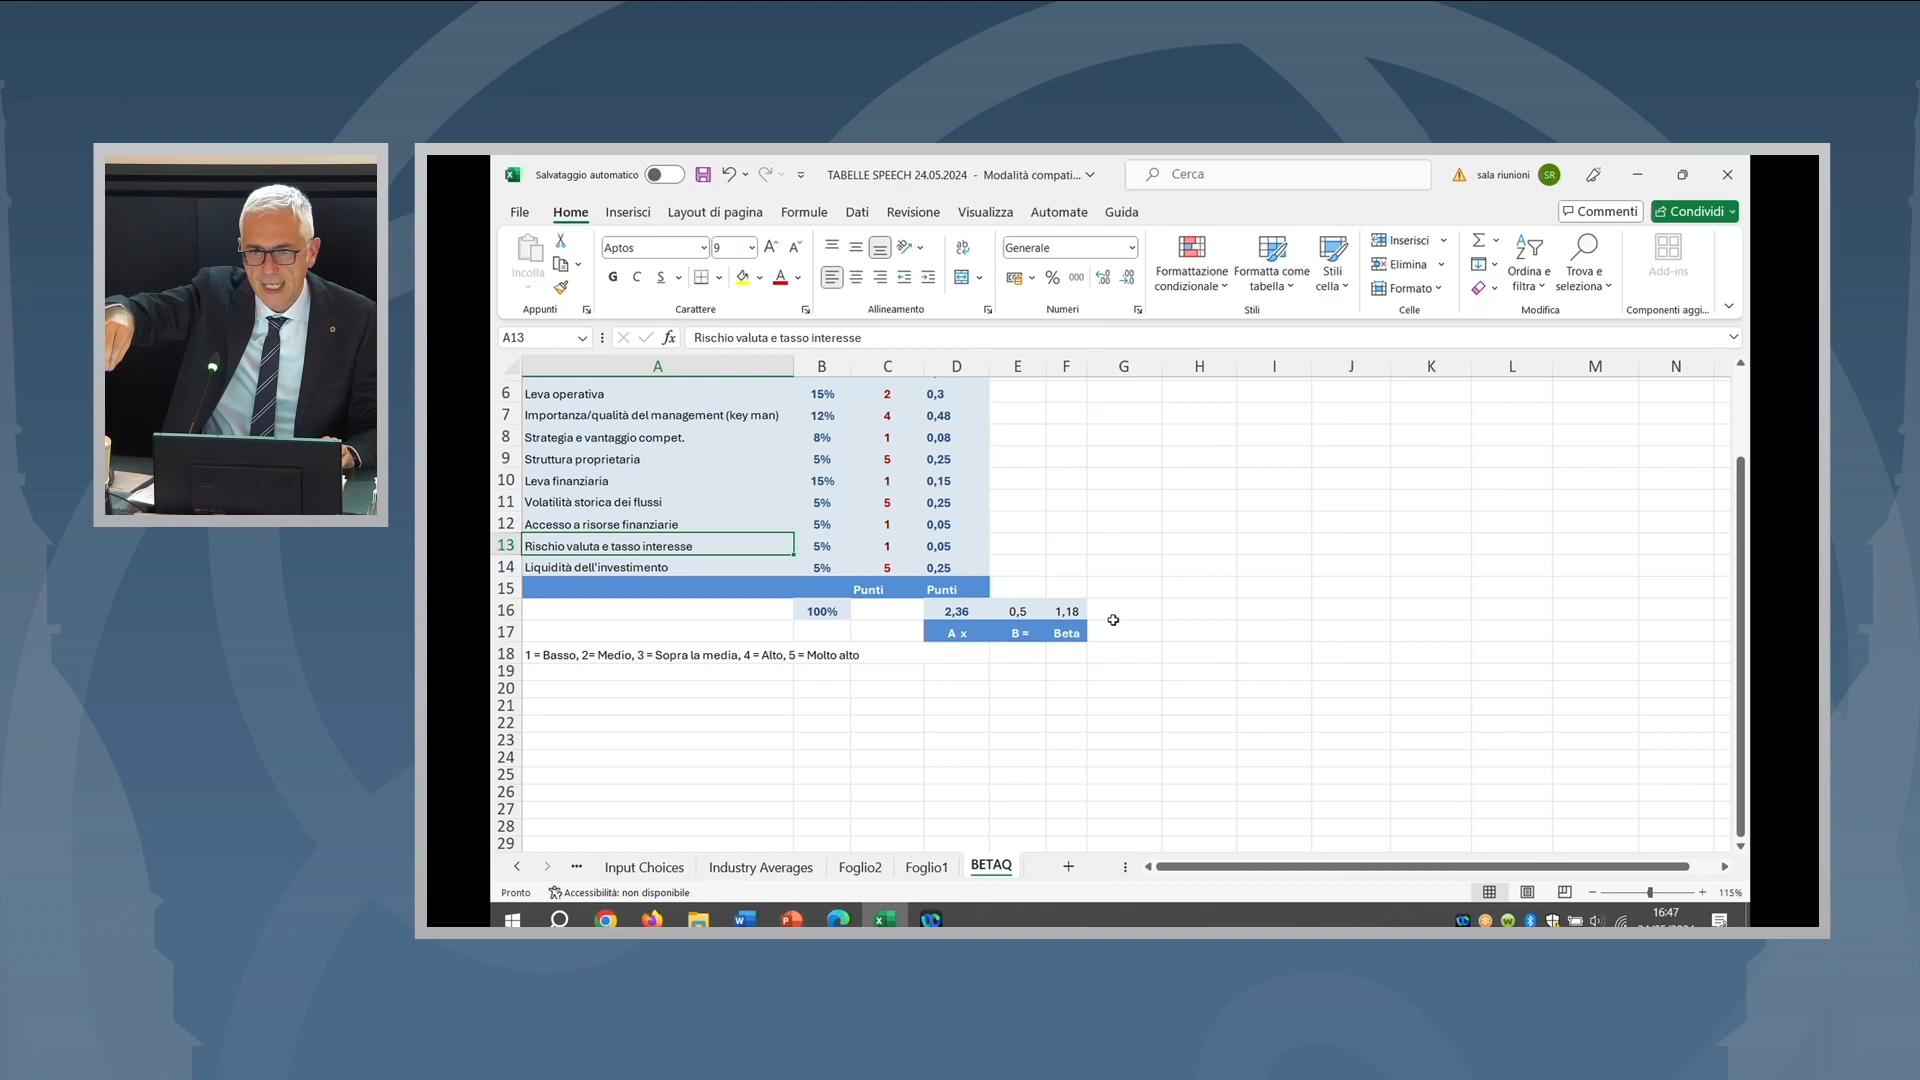 Salvataggio automatico TABELLE SPEECH 24.05.2024 - Modalità compati... Cerca sala riunioni SR
File Home Inserisci Layout di pagina Formule Dati Revisione Visualizza Automate Guida Commenti Condividi
Incolla Aptos 9 Generale Formattazione condizionale Formatta come tabella Stili cella Inserisci Elimina Formato Ordina e filtra Trova e seleziona Add-ins
G C S 000
Appunti Carattere Allineamento Numeri Stili Celle Modifica Componenti aggi...
A13 fx Rischio valuta e tasso interesse
A B C D E F G H I J K L M N
6 Leva operativa 15% 2 0,3
7 Importanza/qualità del management (key man) 12% 4 0,48
8 Strategia e vantaggio compet. 8% 1 0,08
9 Struttura proprietaria 5% 5 0,25
10 Leva finanziaria 15% 1 0,15
11 Volatilità storica dei flussi 5% 5 0,25
12 Accesso a risorse finanziarie 5% 1 0,05
13 Rischio valuta e tasso interesse 5% 1 0,05
14 Liquidità dell'investimento 5% 5 0,25
15 Punti Punti
16 100% 2,36 0,5 1,18
17 A x B = Beta
18 1 = Basso, 2= Medio, 3 = Sopra la media, 4 = Alto, 5 = Molto alto
19
20
21
22
23
24
25
26
27
28
29
Input Choices Industry Averages Foglio2 Foglio1 BETAQ
Pronto Accessibilità: non disponibile 115%
16:47